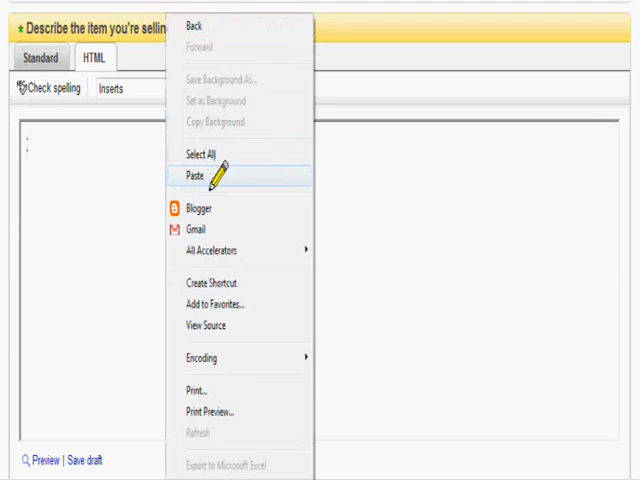 * Describe the item you're sellin
Standard
HTML
Check spelling
Inserts
Back
Forward
Save Background As...
Set as Background
Copy Background
Select All
Paste
Blogger
Gmail
All Accelerators
Create Shortcut
Add to Favorites...
View Source
Encoding
Print...
Print Preview...
Refresh
Export to Microsoft Excel
Preview | Save draft